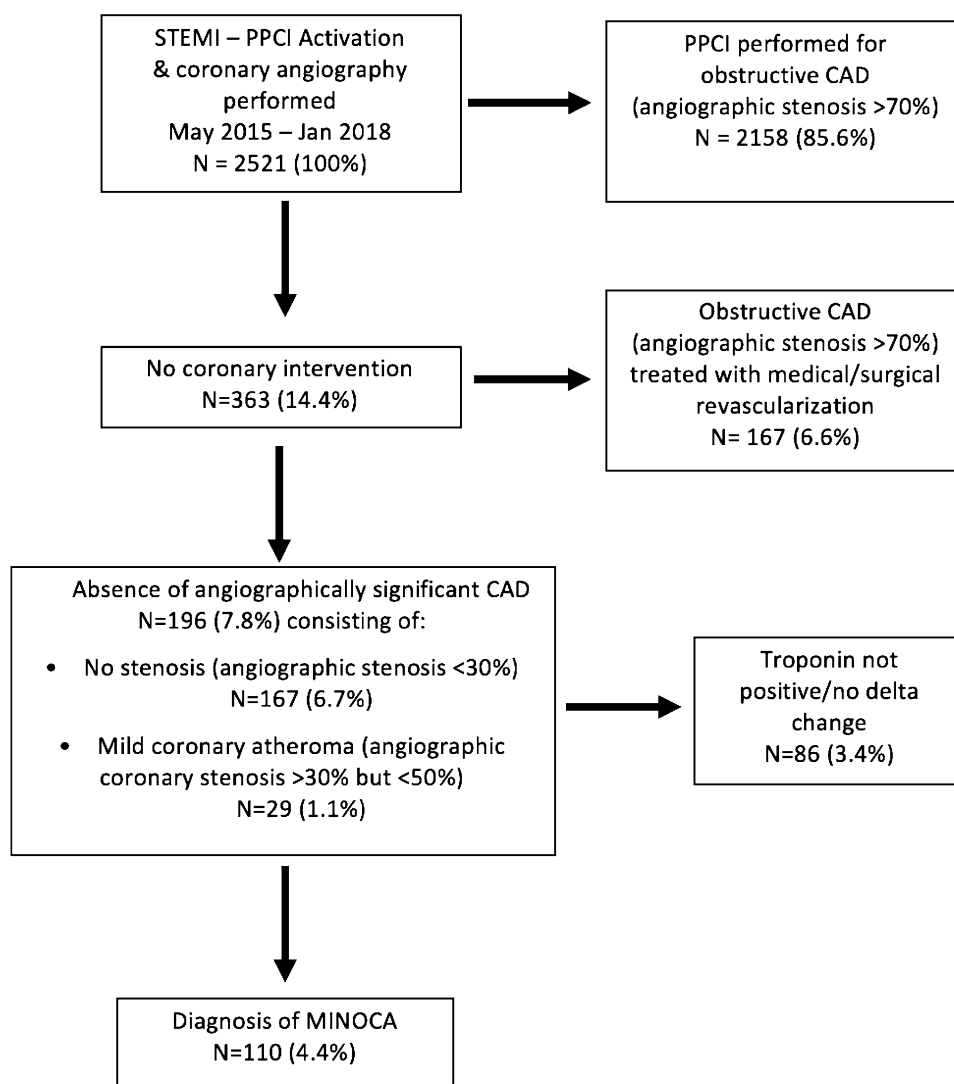 STEMI – PPCI Activation
& coronary angiography
performed
May 2015 – Jan 2018
N = 2521 (100%)
PPCI performed for
obstructive CAD
(angiographic stenosis >70%)
N = 2158 (85.6%)
No coronary intervention
N=363 (14.4%)
Obstructive CAD
(angiographic stenosis >70%)
treated with medical/surgical
revascularization
N= 167 (6.6%)
Absence of angiographically significant CAD
N=196 (7.8%) consisting of:
• No stenosis (angiographic stenosis <30%)
N=167 (6.7%)
• Mild coronary atheroma (angiographic
coronary stenosis >30% but <50%)
N=29 (1.1%)
Troponin not
positive/no delta
change
N=86 (3.4%)
Diagnosis of MINOCA
N=110 (4.4%)